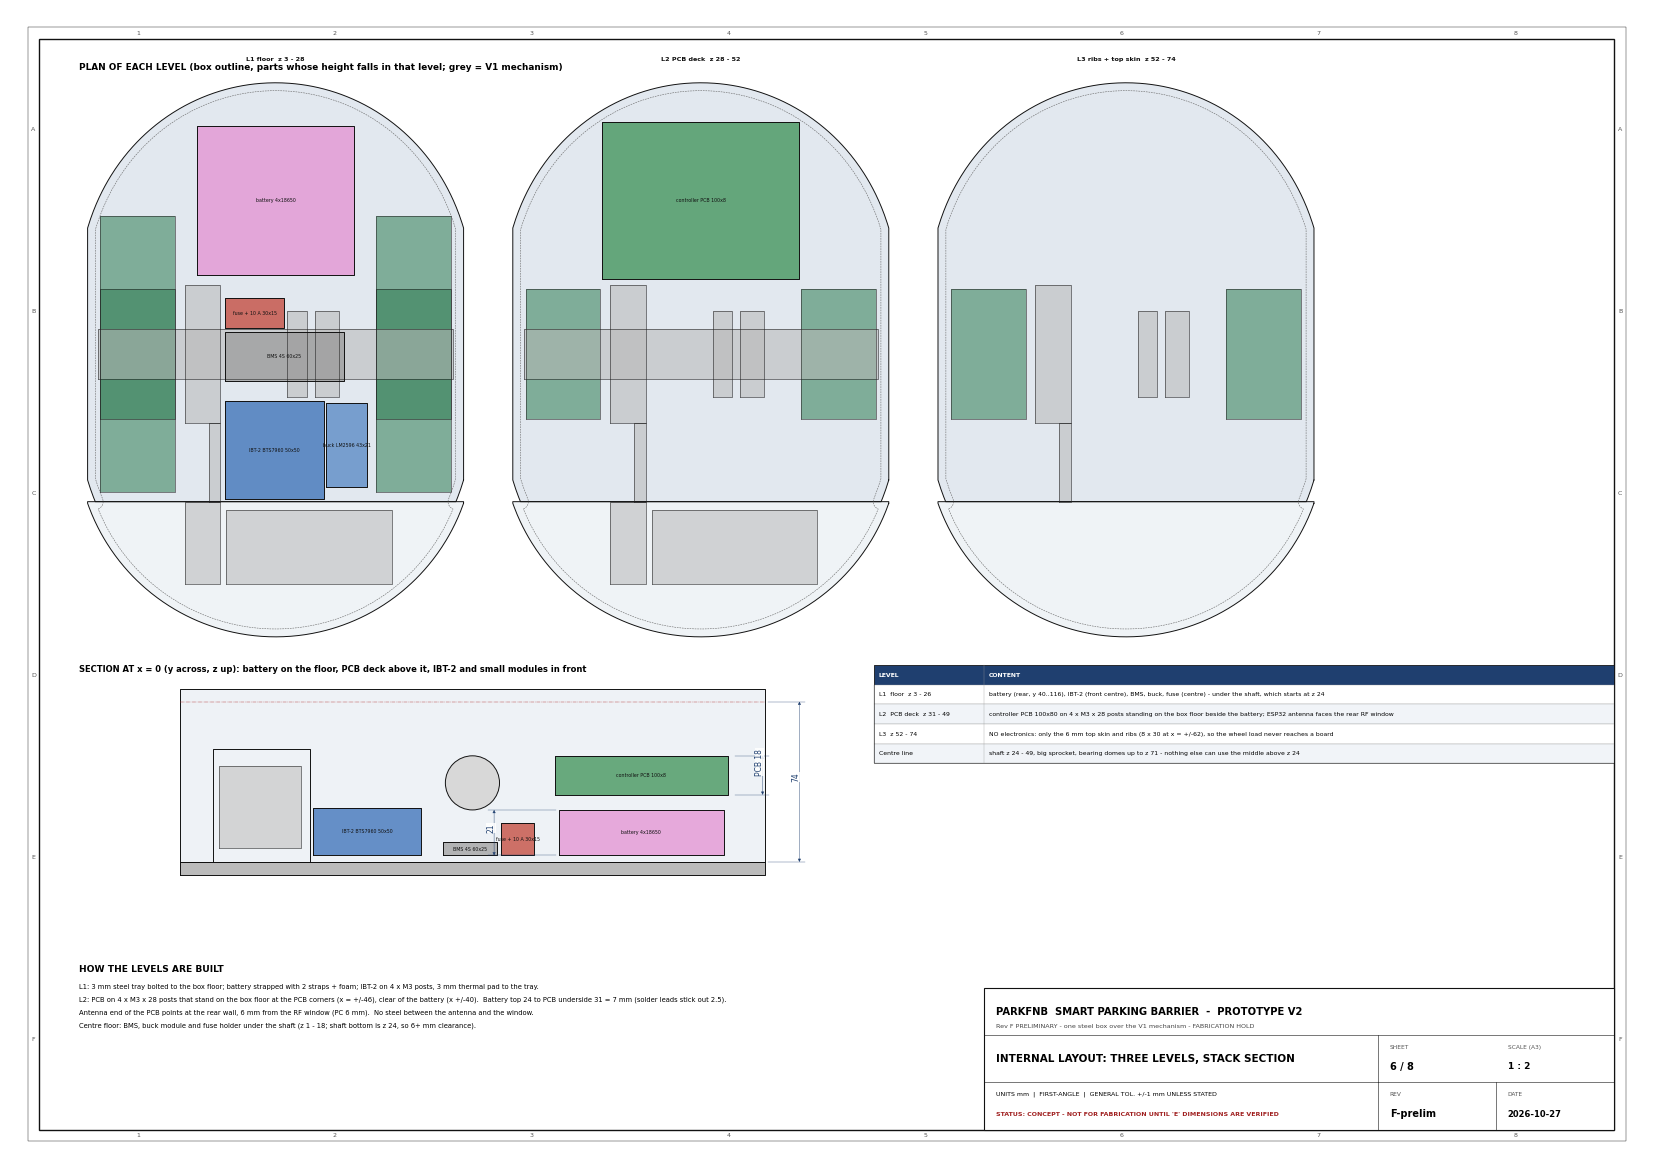 1 2 3 4 5 6 7 8
L1 floor z 3 - 28
L2 PCB deck z 28 - 52
L3 ribs + top skin z 52 - 74
PLAN OF EACH LEVEL (box outline, parts whose height falls in that level; grey = V1 mechanism)
A A
battery 4x18650
controller PCB 100x8
B B
fuse + 10 A 30x15
BMS 4S 60x25
buck LM2596 43x21
IBT-2 BTS7960 50x50
C C
SECTION AT x = 0 (y across, z up): battery on the floor, PCB deck above it, IBT-2 and small modules in front
D D
LEVEL CONTENT
L1 floor z 3 - 26 battery (rear, y 40..116), IBT-2 (front centre), BMS, buck, fuse (centre) - under the shaft, which starts at z 24
L2 PCB deck z 31 - 49 controller PCB 100x80 on 4 x M3 x 28 posts standing on the box floor beside the battery; ESP32 antenna faces the rear RF window
L3 z 52 - 74 NO electronics: only the 6 mm top skin and ribs (8 x 30 at x = +/-62), so the wheel load never reaches a board
Centre line shaft z 24 - 49, big sprocket, bearing domes up to z 71 - nothing else can use the middle above z 24
PCB 18
74
controller PCB 100x8
21
IBT-2 BTS7960 50x50
battery 4x18650
fuse + 10 A 30x15
BMS 4S 60x25
E E
HOW THE LEVELS ARE BUILT
L1: 3 mm steel tray bolted to the box floor; battery strapped with 2 straps + foam; IBT-2 on 4 x M3 posts, 3 mm thermal pad to the tray.
L2: PCB on 4 x M3 x 28 posts that stand on the box floor at the PCB corners (x = +/-46), clear of the battery (x +/-40). Battery top 24 to PCB underside 31 = 7 mm (solder leads stick out 2.5).
Antenna end of the PCB points at the rear wall, 6 mm from the RF window (PC 6 mm). No steel between the antenna and the window.
Centre floor: BMS, buck module and fuse holder under the shaft (z 1 - 18; shaft bottom is z 24, so 6+ mm clearance).
F F
PARKFNB SMART PARKING BARRIER - PROTOTYPE V2
Rev F PRELIMINARY - one steel box over the V1 mechanism - FABRICATION HOLD
INTERNAL LAYOUT: THREE LEVELS, STACK SECTION
SHEET
6 / 8
SCALE (A3)
1 : 2
UNITS mm | FIRST-ANGLE | GENERAL TOL. +/-1 mm UNLESS STATED
STATUS: CONCEPT - NOT FOR FABRICATION UNTIL 'E' DIMENSIONS ARE VERIFIED
REV
F-prelim
DATE
2026-10-27
1 2 3 4 5 6 7 8